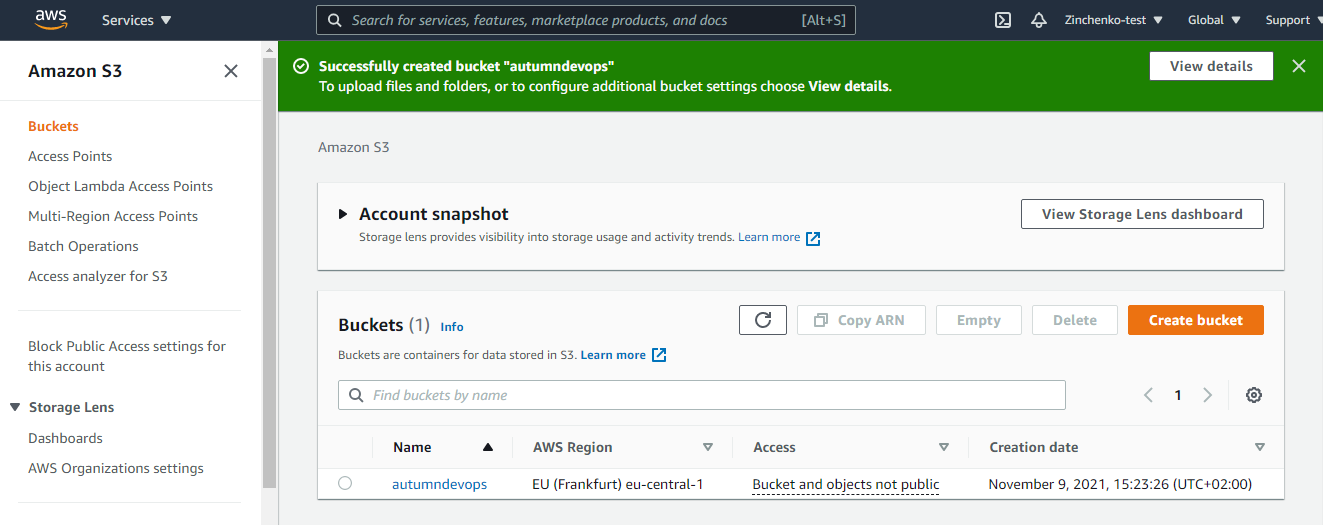 aws
Services
Search for services, features, marketplace products, and docs
[Alt+S]
Zinchenko-test
Global
Support
Amazon S3
Buckets
Access Points
Object Lambda Access Points
Multi-Region Access Points
Batch Operations
Access analyzer for S3
Block Public Access settings for
this account
Storage Lens
Dashboards
AWS Organizations settings
Successfully created bucket "autumndevops"
To upload files and folders, or to configure additional bucket settings choose View details.
View details
Amazon S3
Account snapshot
Storage lens provides visibility into storage usage and activity trends. Learn more
View Storage Lens dashboard
Buckets (1) Info
Buckets are containers for data stored in S3. Learn more
Copy ARN
Empty
Delete
Create bucket
Find buckets by name
1
Name AWS Region Access Creation date
autumndevops EU (Frankfurt) eu-central-1 Bucket and objects not public November 9, 2021, 15:23:26 (UTC+02:00)